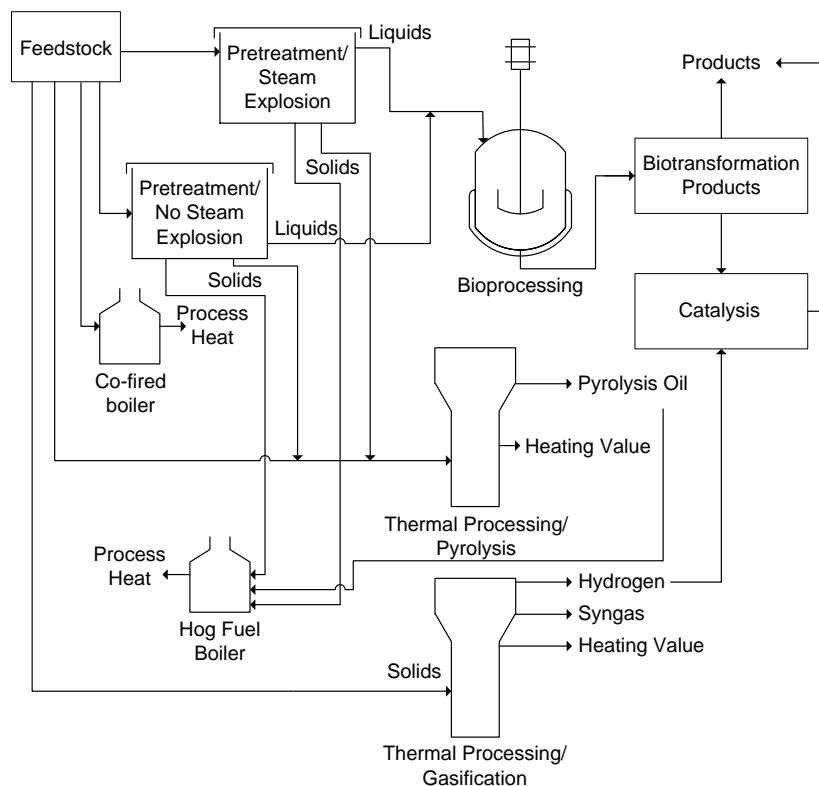 Feedstock
Pretreatment/
Steam
Explosion
Liquids
Products
Solids
Biotransformation
Products
Pretreatment/
No Steam
Explosion
Liquids
Solids
Bioprocessing
Catalysis
Process
Heat
Co-fired
boiler
Pyrolysis Oil
Heating Value
Thermal Processing/
Pyrolysis
Process
Heat
Hog Fuel
Boiler
Hydrogen
Syngas
Heating Value
Solids
Thermal Processing/
Gasification